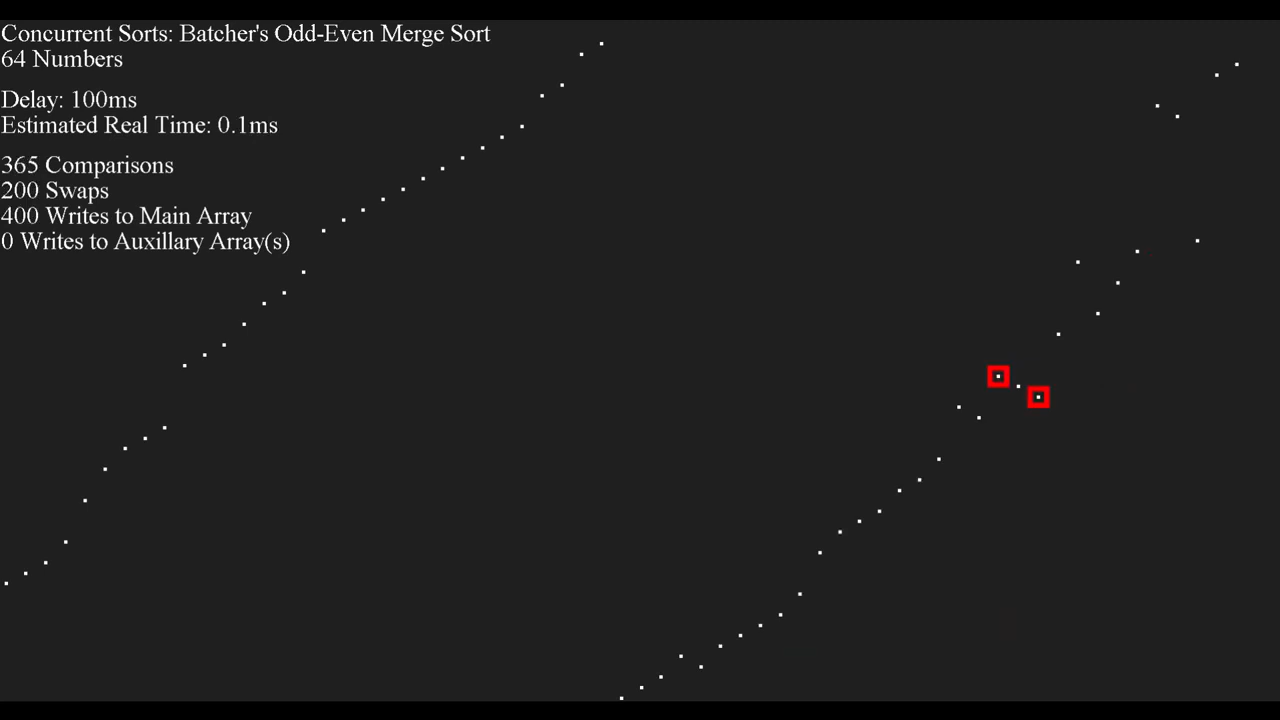 Concurrent Sorts: Batcher's Odd-Even Merge Sort
64 Numbers
Delay: 100ms
Estimated Real Time: 0.1ms
365 Comparisons
200 Swaps
400 Writes to Main Array
0 Writes to Auxillary Array(s)